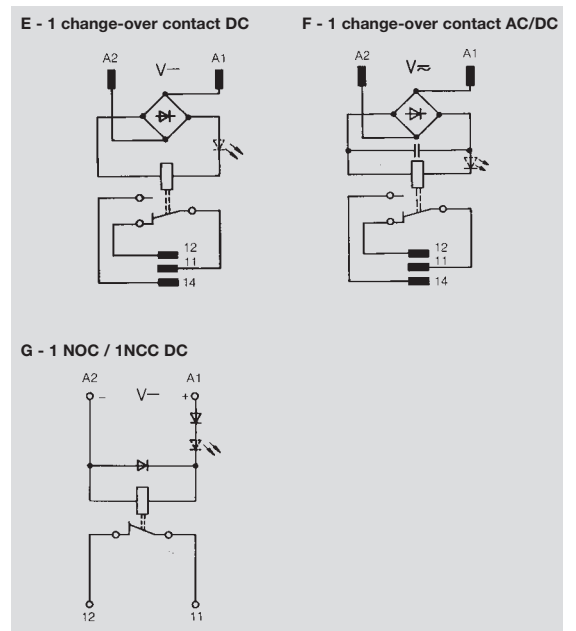 E - 1 change-over contact DC
F - 1 change-over contact AC/DC
A2 V⎓ A1
A2 V≂ A1
12
11
14
12
11
14
G - 1 NOC / 1NCC DC
A2 A1
- V⎓ +
12 11